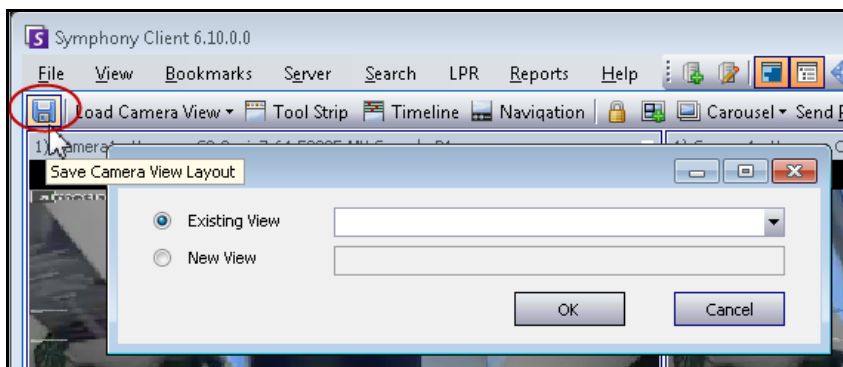 Symphony Client 6.10.0.0
File View Bookmarks Server Search LPR Reports Help
Load Camera View Tool Strip Timeline Navigation Carousel Send
Save Camera View Layout
Existing View
New View
OK Cancel